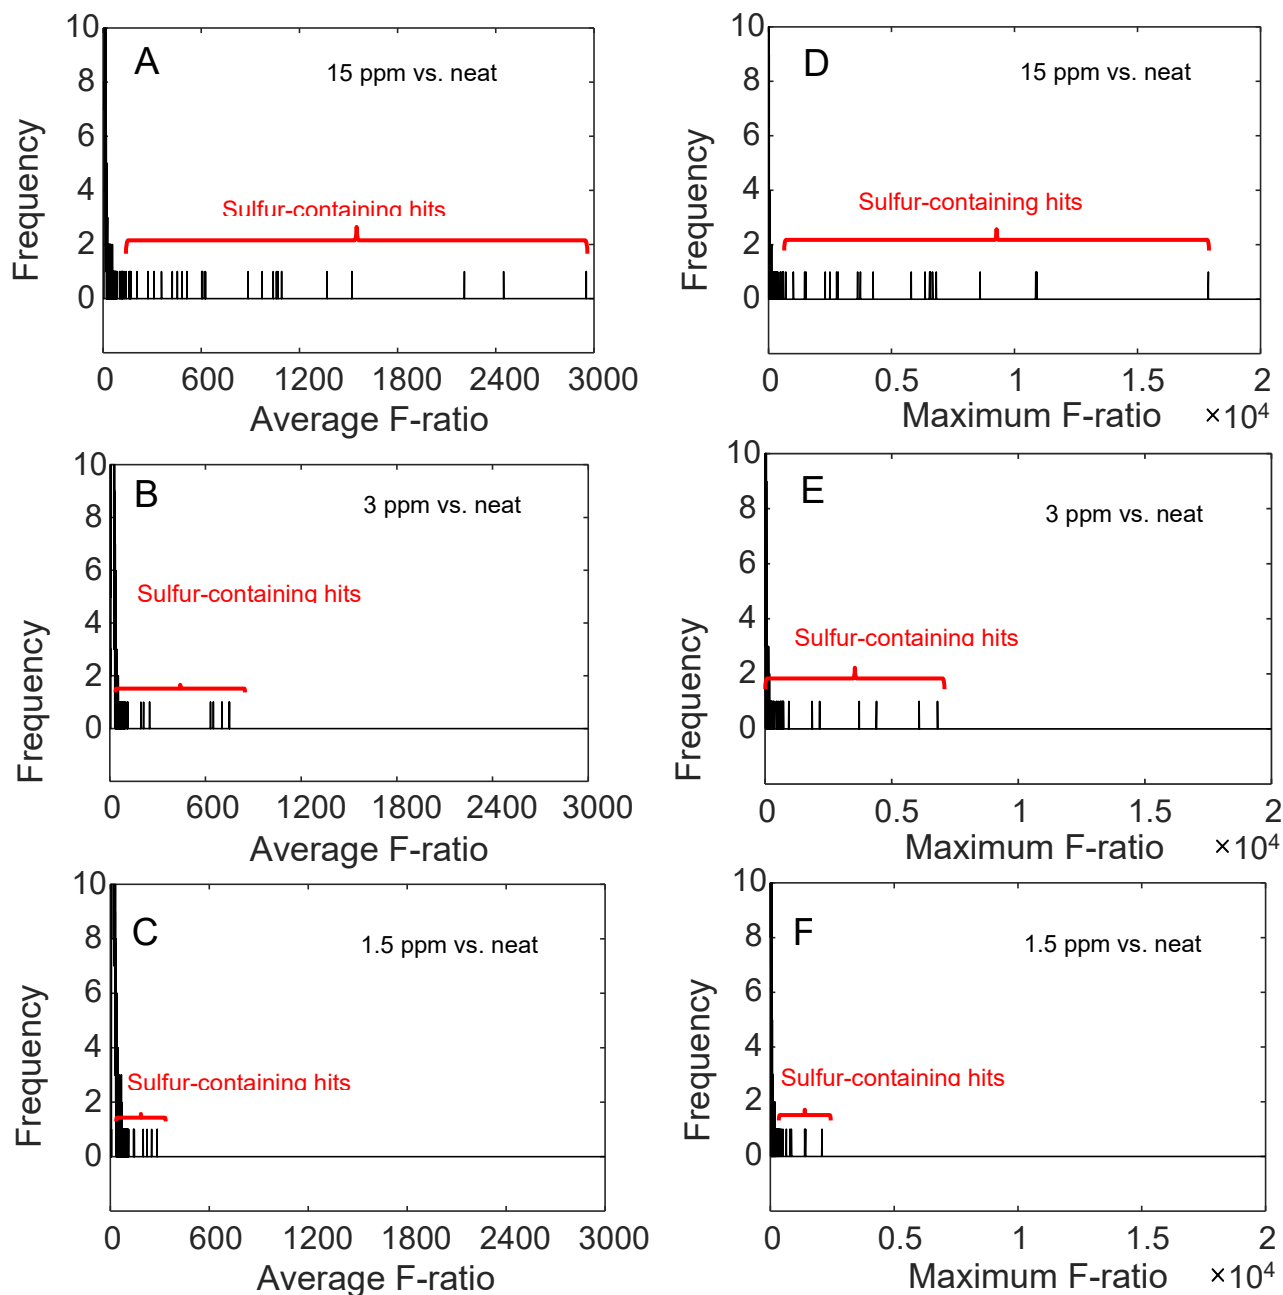 A
15 ppm vs. neat
Sulfur-containing hits
Frequency
10
8
6
4
2
0
0 600 1200 1800 2400 3000
Average F-ratio
D
15 ppm vs. neat
Sulfur-containing hits
Frequency
10
8
6
4
2
0
0 0.5 1 1.5 2
Maximum F-ratio ×10⁴
B
3 ppm vs. neat
Sulfur-containing hits
Frequency
10
8
6
4
2
0
0 600 1200 1800 2400 3000
Average F-ratio
E
3 ppm vs. neat
Sulfur-containing hits
Frequency
10
8
6
4
2
0
0 0.5 1 1.5 2
Maximum F-ratio ×10⁴
C
1.5 ppm vs. neat
Sulfur-containing hits
Frequency
10
8
6
4
2
0
0 600 1200 1800 2400 3000
Average F-ratio
F
1.5 ppm vs. neat
Sulfur-containing hits
Frequency
10
8
6
4
2
0
0 0.5 1 1.5 2
Maximum F-ratio ×10⁴